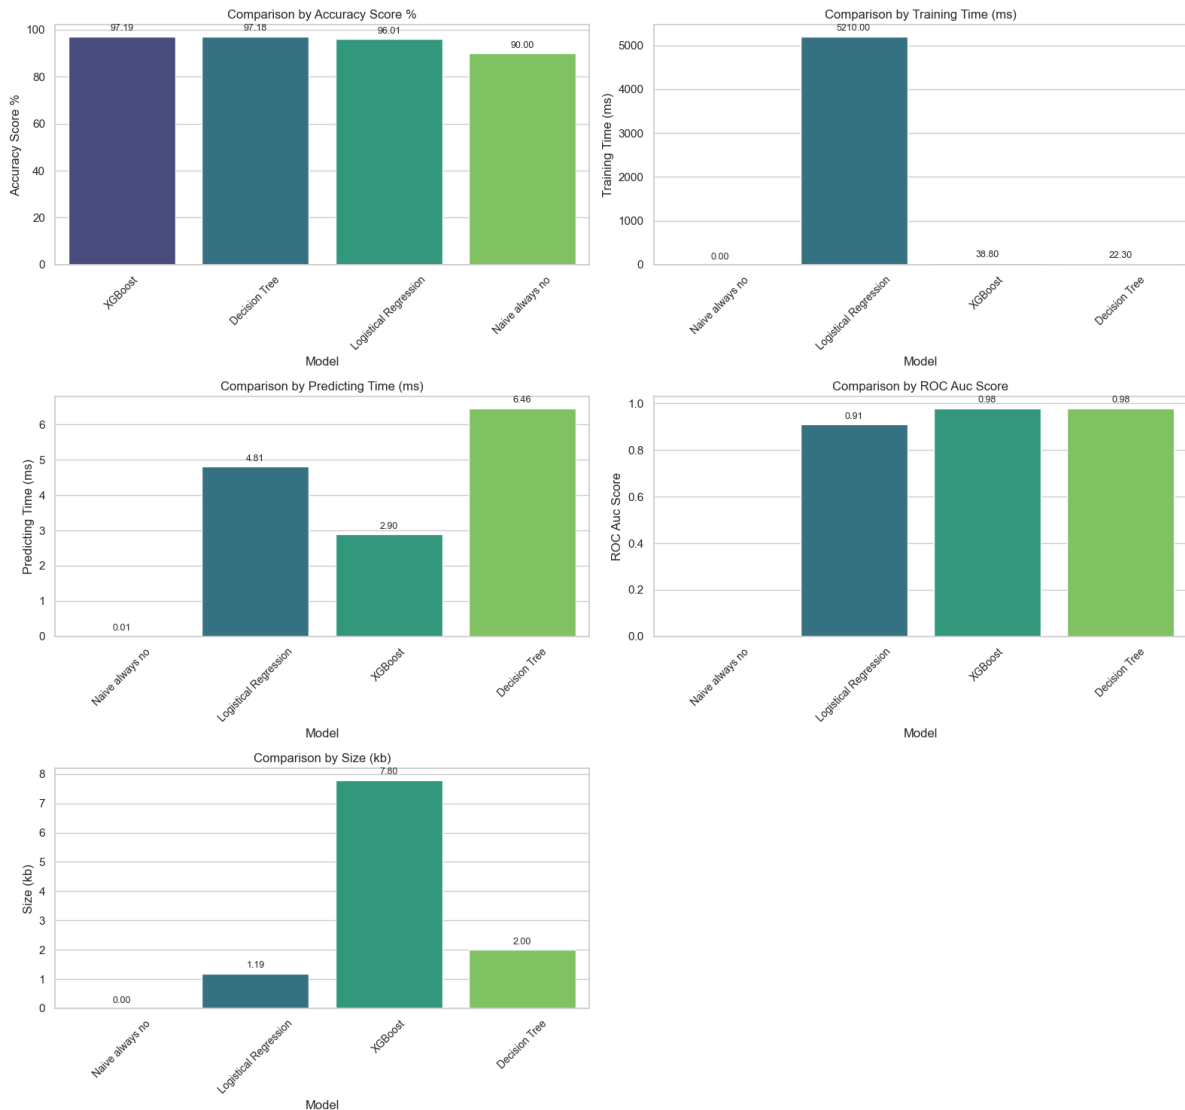 Comparison by Accuracy Score %
97.19
97.18
96.01
90.00
100
80
60
40
20
0
Accuracy Score %
XGBoost
Decision Tree
Logistical Regression
Naive always no
Model
Comparison by Training Time (ms)
5210.00
5000
4000
3000
2000
1000
0
0.00
38.80
22.30
Training Time (ms)
Naive always no
Logistical Regression
XGBoost
Decision Tree
Model
Comparison by Predicting Time (ms)
6.46
4.81
2.90
0.01
6
5
4
3
2
1
0
Predicting Time (ms)
Naive always no
Logistical Regression
XGBoost
Decision Tree
Model
Comparison by ROC Auc Score
0.91
0.98
0.98
1.0
0.8
0.6
0.4
0.2
0.0
ROC Auc Score
Naive always no
Logistical Regression
XGBoost
Decision Tree
Model
Comparison by Size (kb)
7.80
8
7
6
5
4
3
2
1
0
0.00
1.19
2.00
Size (kb)
Naive always no
Logistical Regression
XGBoost
Decision Tree
Model